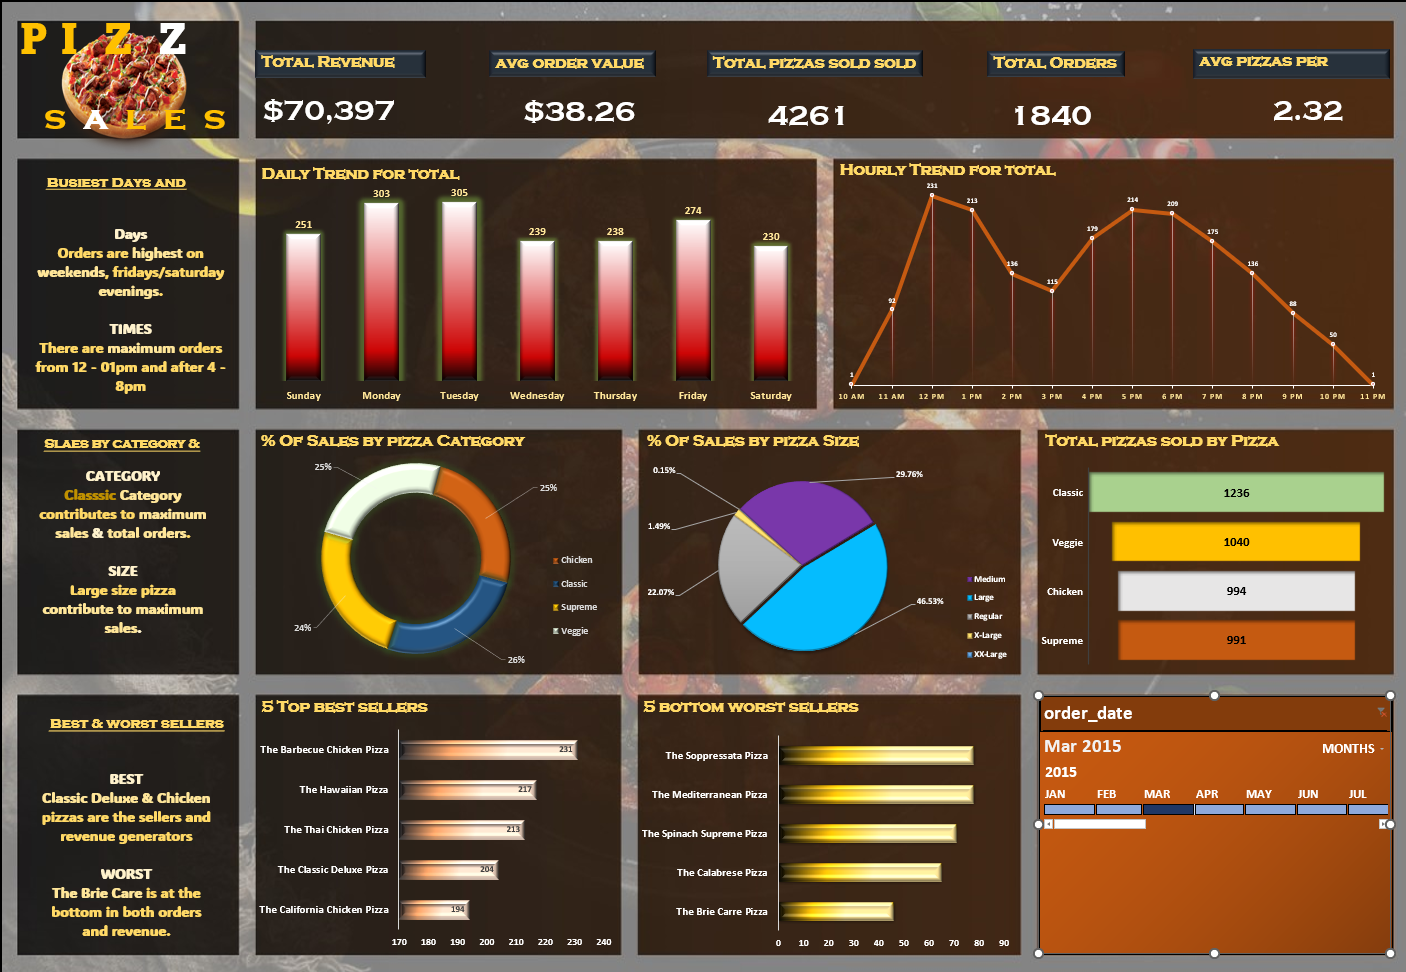 PIZZ
SALES
TOTAL REVENUE
$70,397
AVG ORDER VALUE
$38.26
TOTAL PIZZAS SOLD SOLD
4261
TOTAL ORDERS
1840
AVG PIZZAS PER
2.32
BUSIEST DAYS AND
Days
Orders are highest on
weekends, fridays/saturday
evenings.
TIMES
There are maximum orders
from 12 - 01pm and after 4 -
8pm
DAILY TREND FOR TOTAL
251
303
305
239
238
274
230
Sunday
Monday
Tuesday
Wednesday
Thursday
Friday
Saturday
HOURLY TREND FOR TOTAL
1
92
231
213
136
115
179
214
209
175
136
88
50
1
10 AM
11 AM
12 PM
1 PM
2 PM
3 PM
4 PM
5 PM
6 PM
7 PM
8 PM
9 PM
10 PM
11 PM
SLAES BY CATEGORY &
CATEGORY
Classsic Category
contributes to maximum
sales & total orders.
SIZE
Large size pizza
contribute to maximum
sales.
% OF SALES BY PIZZA CATEGORY
25%
25%
24%
26%
Chicken
Classic
Supreme
Veggie
% OF SALES BY PIZZA SIZE
0.15%
29.76%
1.49%
22.07%
46.53%
Medium
Large
Regular
X-Large
XX-Large
TOTAL PIZZAS SOLD BY PIZZA
Classic
1236
Veggie
1040
Chicken
994
Supreme
991
BEST & WORST SELLERS
BEST
Classic Deluxe & Chicken
pizzas are the sellers and
revenue generators
WORST
The Brie Care is at the
bottom in both orders
and revenue.
5 TOP BEST SELLERS
The Barbecue Chicken Pizza
231
The Hawaiian Pizza
217
The Thai Chicken Pizza
213
The Classic Deluxe Pizza
204
The California Chicken Pizza
194
170 180 190 200 210 220 230 240
5 BOTTOM WORST SELLERS
The Soppressata Pizza
The Mediterranean Pizza
The Spinach Supreme Pizza
The Calabrese Pizza
The Brie Carre Pizza
0 10 20 30 40 50 60 70 80 90
order_date
Mar 2015
MONTHS
2015
JAN FEB MAR APR MAY JUN JUL